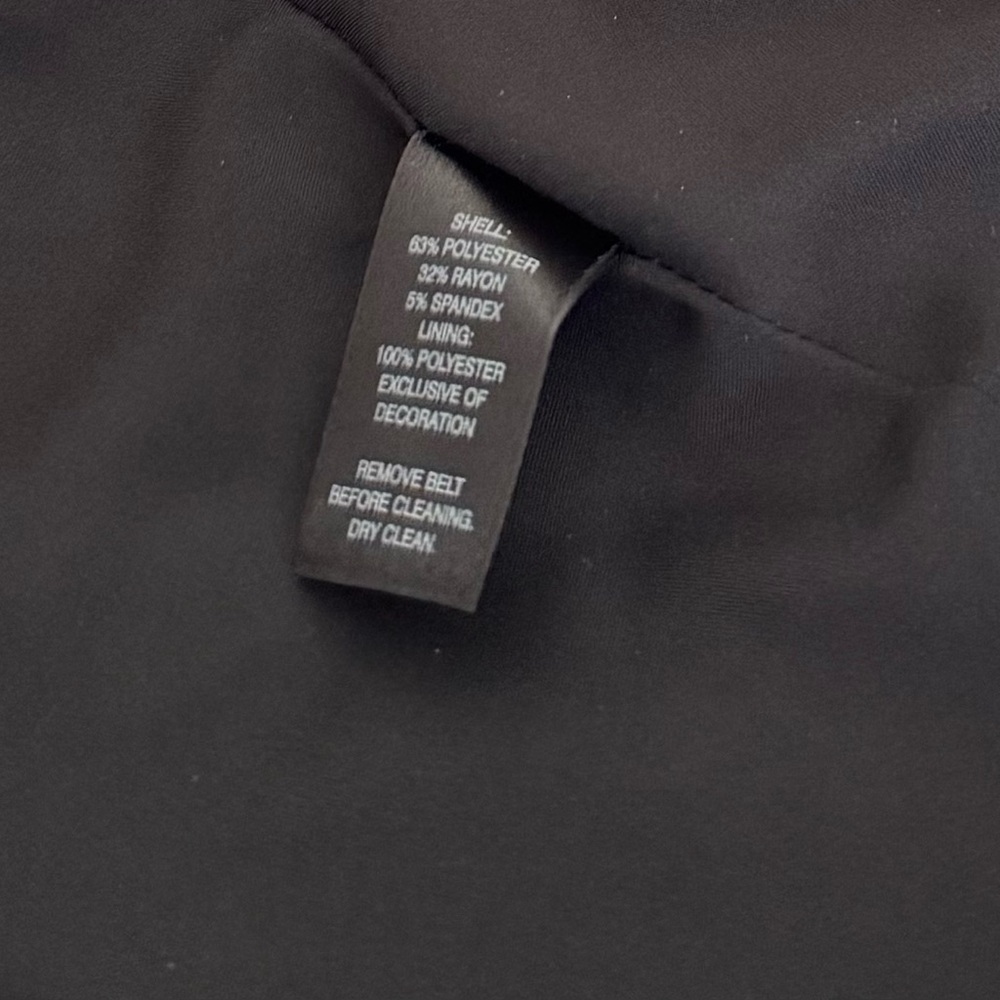 SHELL:
63% POLYESTER
32% RAYON
5% SPANDEX
LINING:
100% POLYESTER
EXCLUSIVE OF
DECORATION
REMOVE BELT
BEFORE CLEANING.
DRY CLEAN.